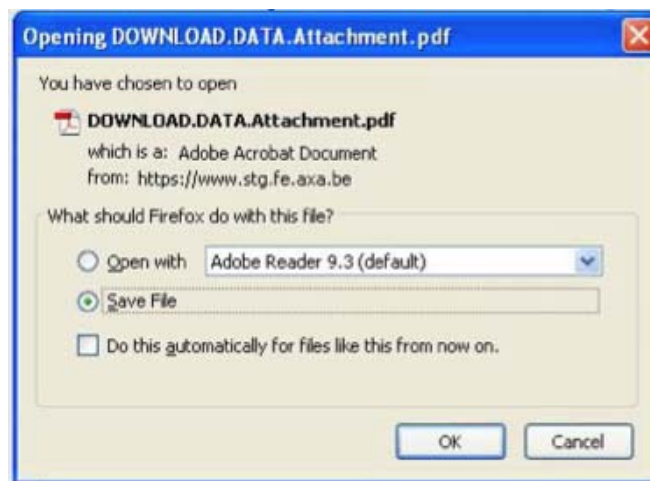 Opening DOWNLOAD.DATA.Attachment.pdf
You have chosen to open
DOWNLOAD.DATA.Attachment.pdf
which is a: Adobe Acrobat Document
from: https://www.stg.fe.axa.be
What should Firefox do with this file?
Open with Adobe Reader 9.3 (default)
Save File
Do this automatically for files like this from now on.
OK Cancel